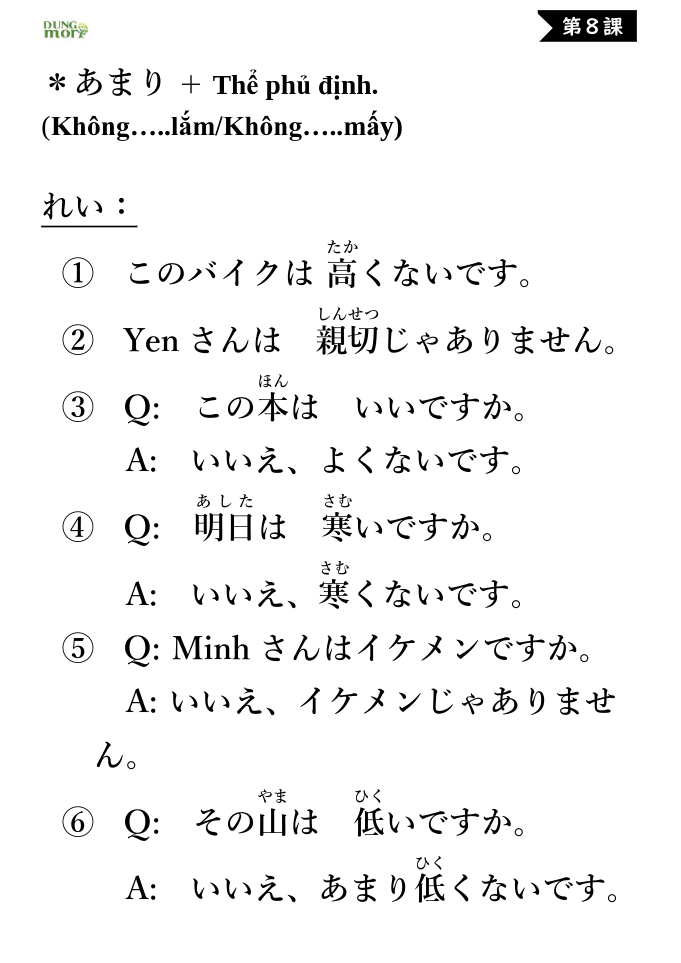 DUNG
mori
第８課
＊あまり ＋ Thể phủ định.
(Không…..lắm/Không…..mấy)
れい：
たか
① このバイクは 高くないです。
しんせつ
② Yen さんは　親切じゃありません。
ほん
③ Q:　この本は　いいですか。
A:　いいえ、よくないです。
あした　さむ
④ Q:　明日は　寒いですか。
さむ
A:　いいえ、寒くないです。
⑤ Q: Minh さんはイケメンですか。
A: いいえ、イケメンじゃありませ
ん。
やま　ひく
⑥ Q:　その山は　低いですか。
ひく
A:　いいえ、あまり低くないです。